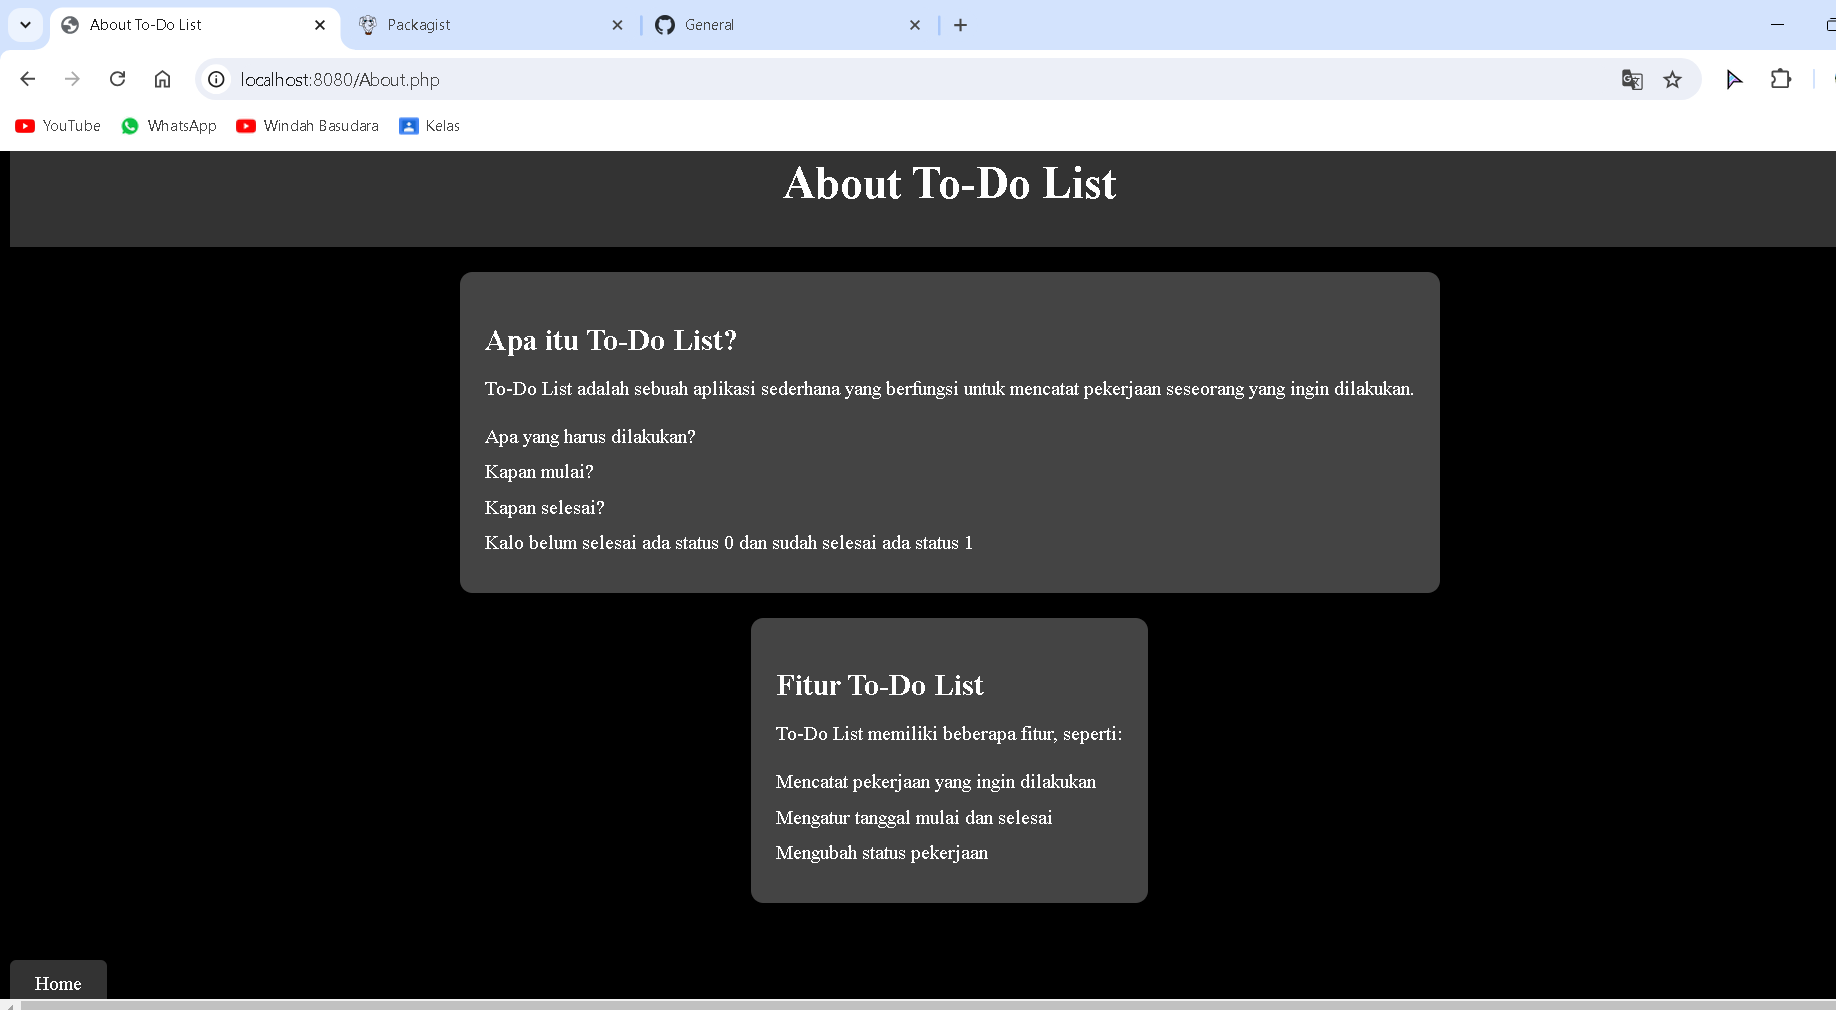 About To-Do List
Packagist
General
localhost:8080/About.php
YouTube
WhatsApp
Windah Basudara
Kelas
About To-Do List
Apa itu To-Do List?
To-Do List adalah sebuah aplikasi sederhana yang berfungsi untuk mencatat pekerjaan seseorang yang ingin dilakukan.
Apa yang harus dilakukan?
Kapan mulai?
Kapan selesai?
Kalo belum selesai ada status 0 dan sudah selesai ada status 1
Fitur To-Do List
To-Do List memiliki beberapa fitur, seperti:
Mencatat pekerjaan yang ingin dilakukan
Mengatur tanggal mulai dan selesai
Mengubah status pekerjaan
Home